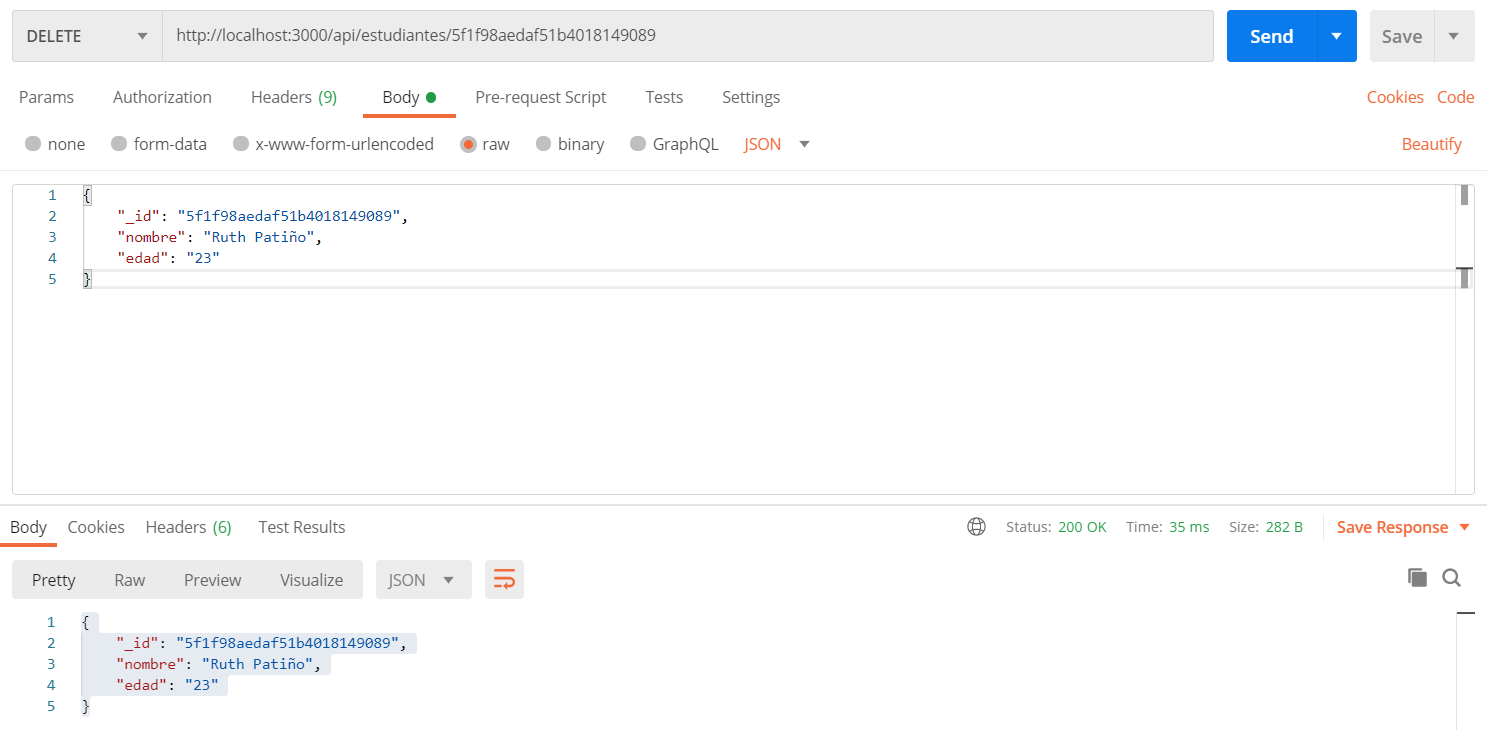 DELETE http://localhost:3000/api/estudiantes/5f1f98aedaf51b4018149089 Send Save
Params Authorization Headers (9) Body Pre-request Script Tests Settings Cookies Code
none form-data x-www-form-urlencoded raw binary GraphQL JSON Beautify
1 {
2 "_id": "5f1f98aedaf51b4018149089",
3 "nombre": "Ruth Patiño",
4 "edad": "23"
5 }
Body Cookies Headers (6) Test Results Status: 200 OK Time: 35 ms Size: 282 B Save Response
Pretty Raw Preview Visualize JSON
1 {
2 "_id": "5f1f98aedaf51b4018149089",
3 "nombre": "Ruth Patiño",
4 "edad": "23"
5 }